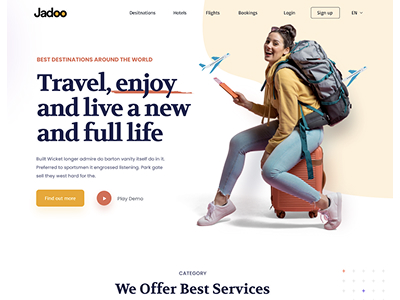 Jadoo
Desitnations Hotels Flights Bookings Login Sign up EN
BEST DESTINATIONS AROUND THE WORLD
Travel, enjoy
and live a new
and full life
Built Wicket longer admire do barton vanity itself do in it.
Preferred to sportsmen it engrossed listening. Park gate
sell they west hard for the.
Find out more Play Demo
CATEGORY
We Offer Best Services